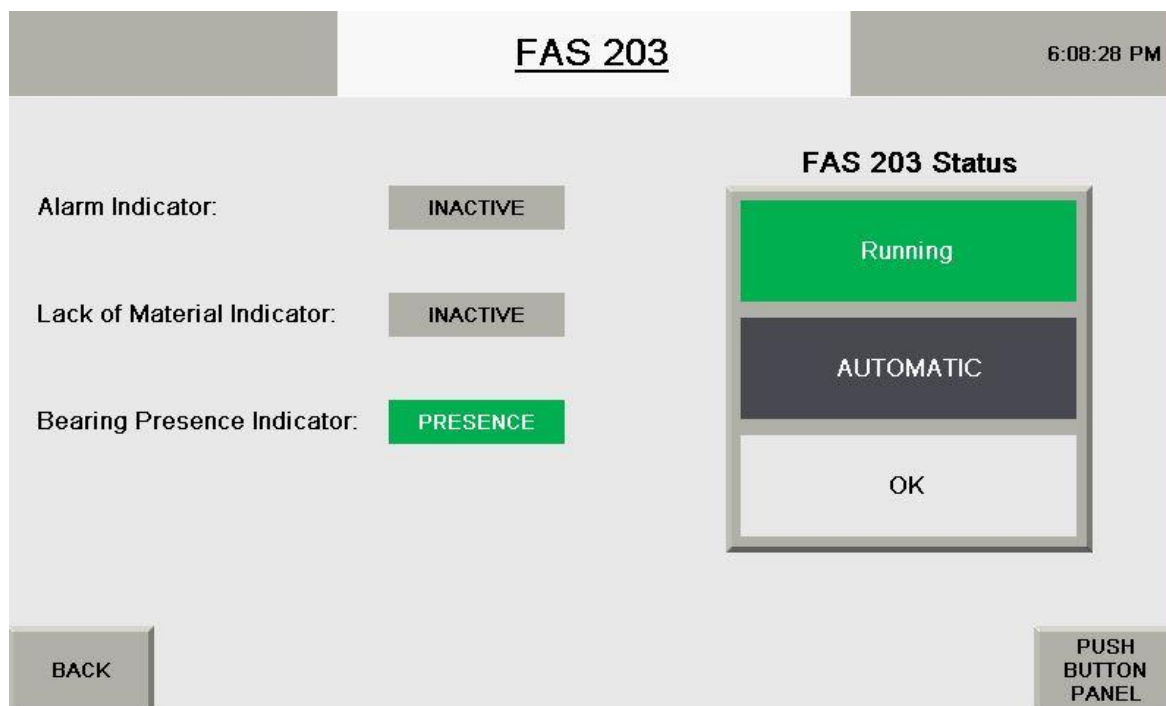 FAS 203
6:08:28 PM
FAS 203 Status
Alarm Indicator:
INACTIVE
Running
Lack of Material Indicator:
INACTIVE
AUTOMATIC
Bearing Presence Indicator:
PRESENCE
OK
BACK
PUSH
BUTTON
PANEL